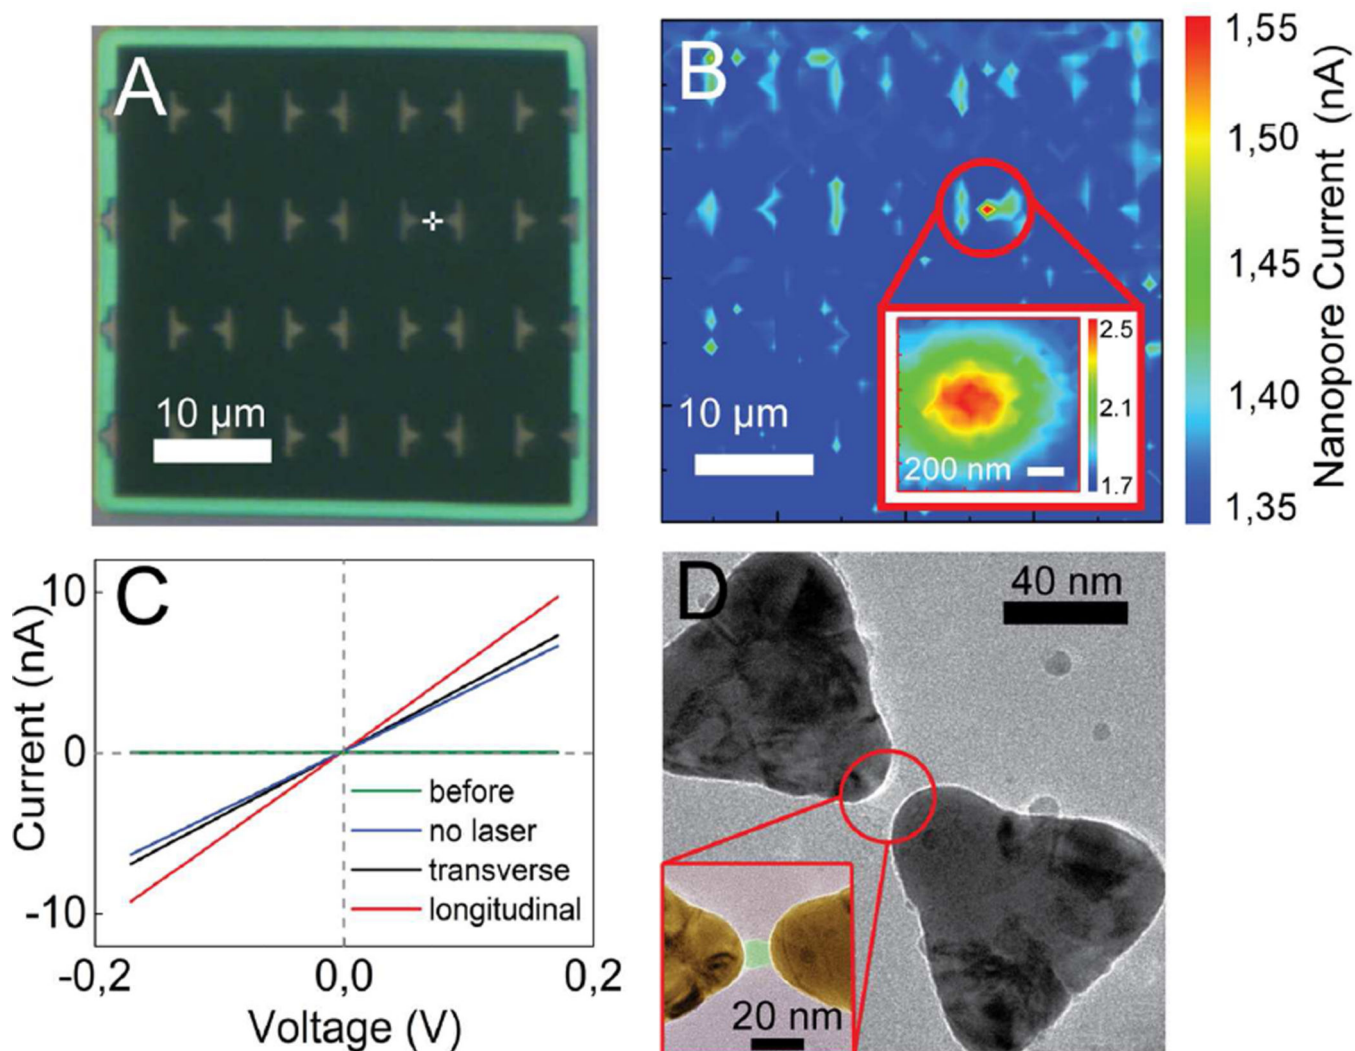 A
10 µm
B
10 µm
200 nm
2.5
2.1
1.7
1,55
1,50
1,45
1,40
1,35
Nanopore Current (nA)
C
10
0
-10
Current (nA)
before
no laser
transverse
longitudinal
-0,2
0,0
0,2
Voltage (V)
D
40 nm
20 nm